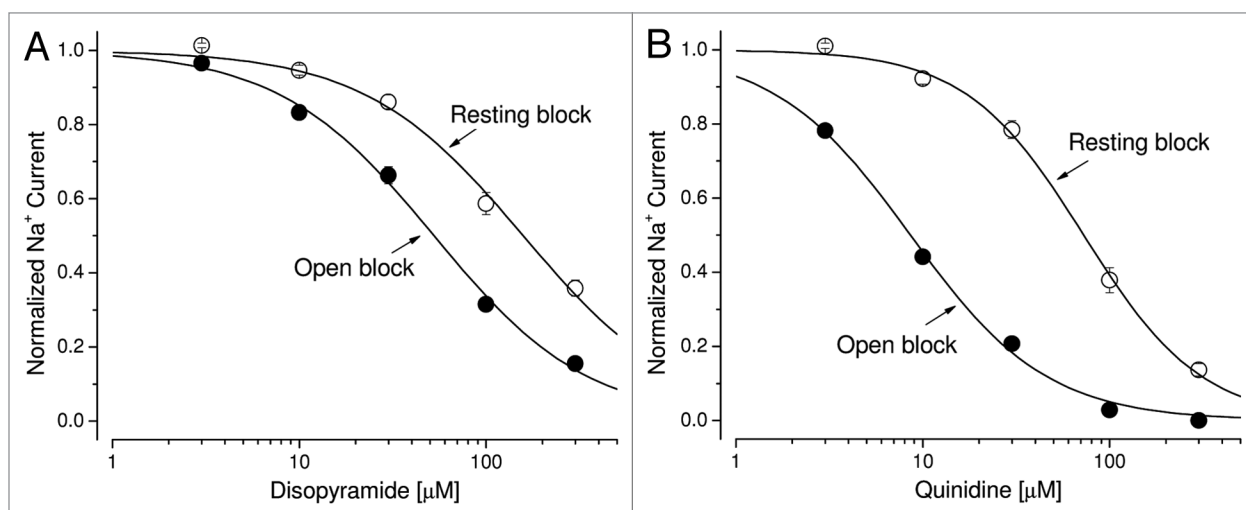 A
Normalized Na+ Current
1.0
0.8
0.6
0.4
0.2
0.0
Resting block
Open block
1
10
100
Disopyramide [μM]
B
Normalized Na+ Current
1.0
0.8
0.6
0.4
0.2
0.0
Resting block
Open block
1
10
100
Quinidine [μM]